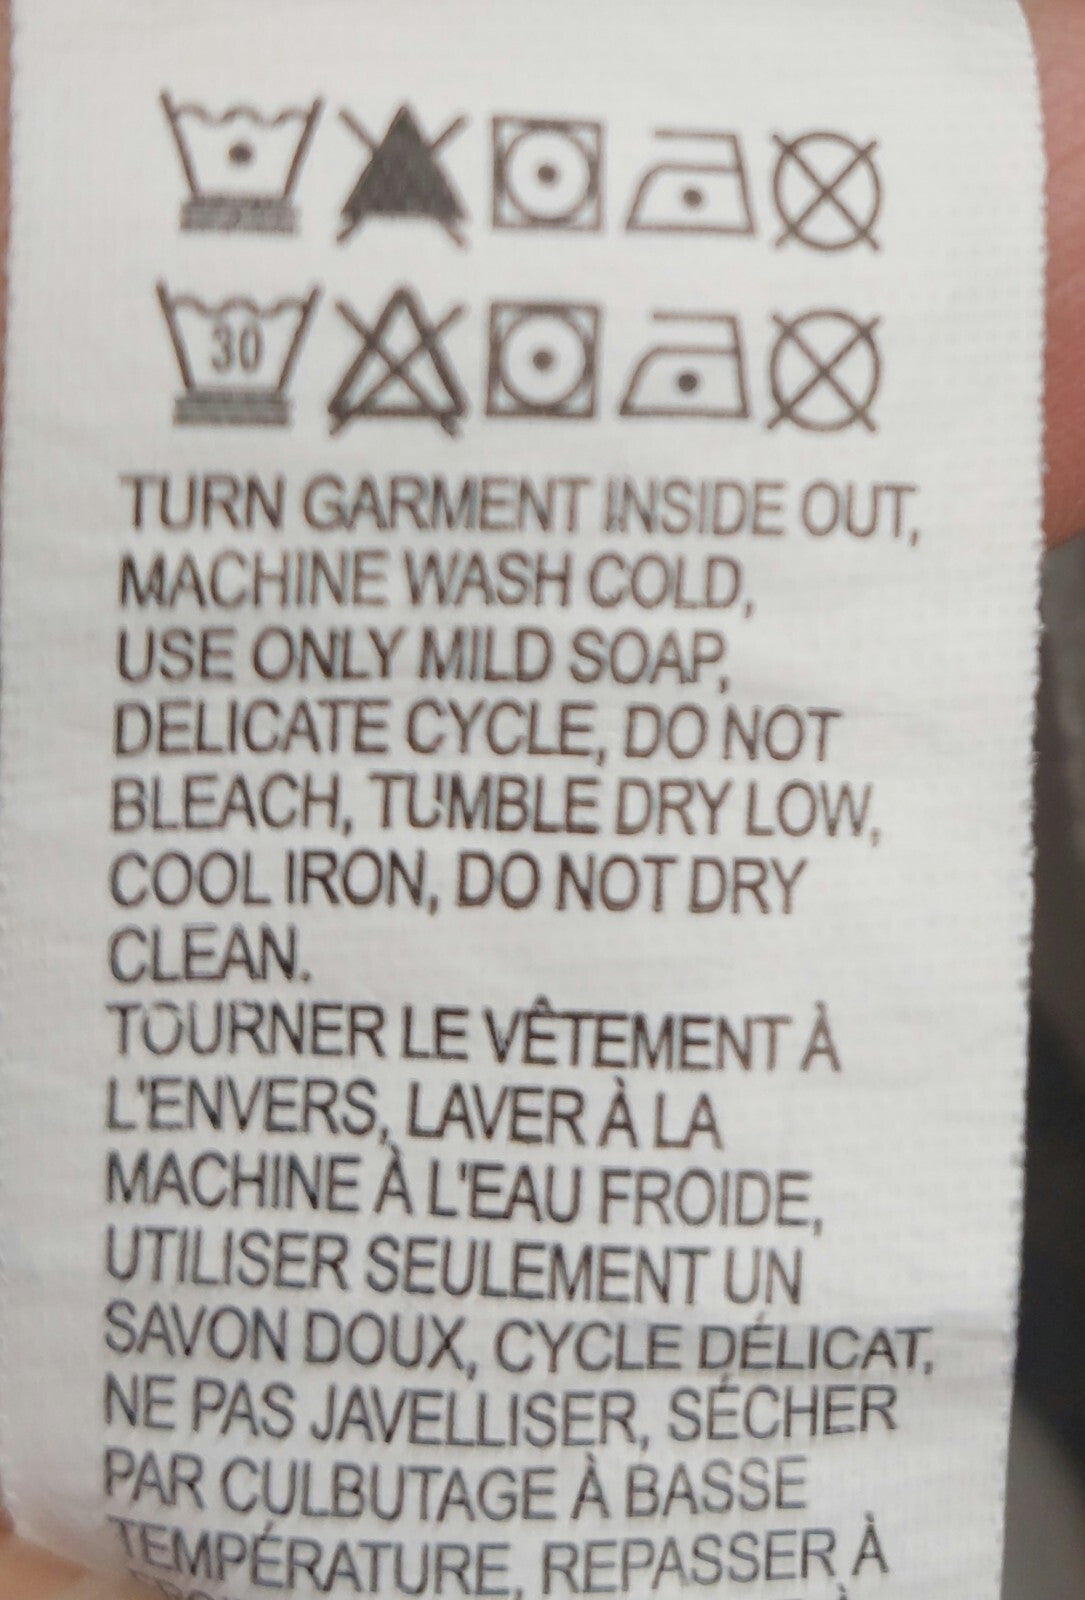 30
TURN GARMENT INSIDE OUT,
MACHINE WASH COLD,
USE ONLY MILD SOAP,
DELICATE CYCLE, DO NOT
BLEACH, TUMBLE DRY LOW,
COOL IRON, DO NOT DRY
CLEAN.
TOURNER LE VÊTEMENT À
L'ENVERS, LAVER À LA
MACHINE À L'EAU FROIDE,
UTILISER SEULEMENT UN
SAVON DOUX, CYCLE DÉLICAT,
NE PAS JAVELLISER, SÉCHER
PAR CULBUTAGE À BASSE
TEMPÉRATURE, REPASSER À